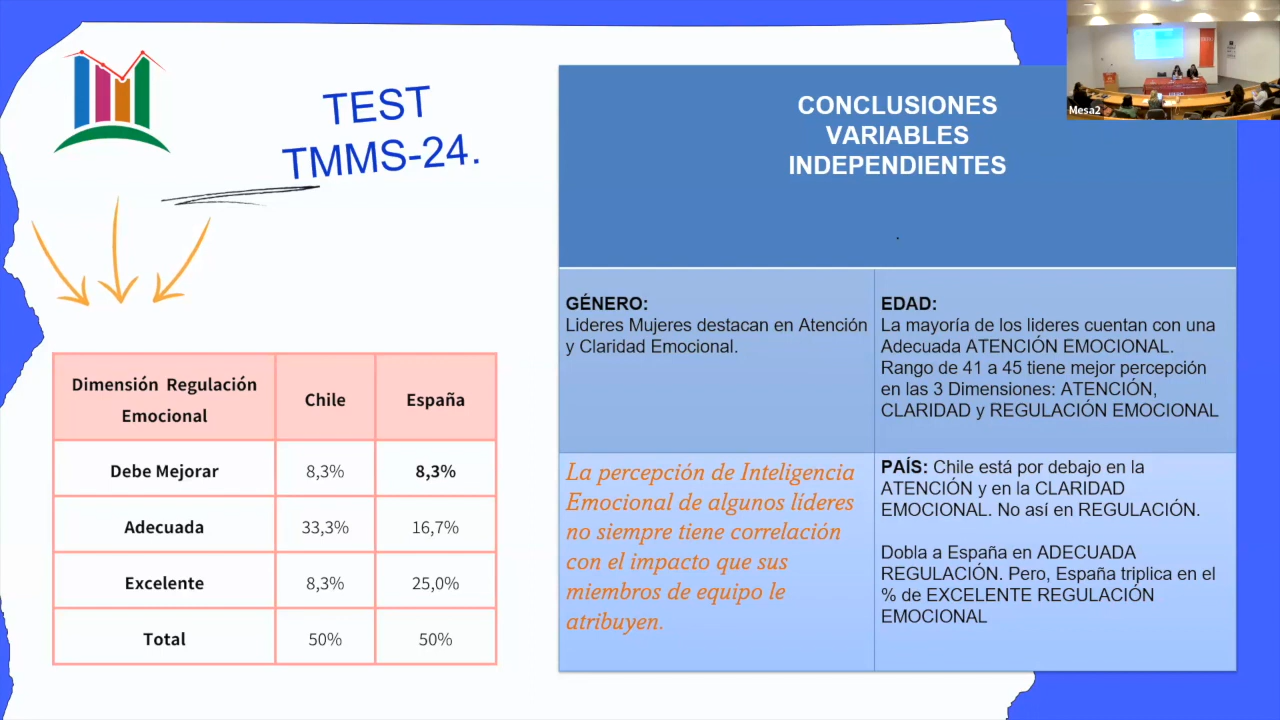 TEST
TMMS-24.
Dimensión Regulación
Emocional
Chile
España
Debe Mejorar
8,3%
8,3%
Adecuada
33,3%
16,7%
Excelente
8,3%
25,0%
Total
50%
50%
CONCLUSIONES
VARIABLES
INDEPENDIENTES
.
GÉNERO:
Lideres Mujeres destacan en Atención
y Claridad Emocional.
EDAD:
La mayoría de los lideres cuentan con una
Adecuada ATENCIÓN EMOCIONAL.
Rango de 41 a 45 tiene mejor percepción
en las 3 Dimensiones: ATENCIÓN,
CLARIDAD y REGULACIÓN EMOCIONAL
La percepción de Inteligencia
Emocional de algunos líderes
no siempre tiene correlación
con el impacto que sus
miembros de equipo le
atribuyen.
PAÍS: Chile está por debajo en la
ATENCIÓN y en la CLARIDAD
EMOCIONAL. No así en REGULACIÓN.
Dobla a España en ADECUADA
REGULACIÓN. Pero, España triplica en el
% de EXCELENTE REGULACIÓN
EMOCIONAL
Mesa2